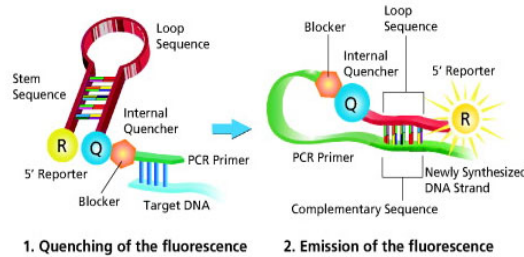 Loop
Sequence
Stem
Sequence
Internal
Quencher
R
Q
5' Reporter
PCR Primer
Blocker
Target DNA
1. Quenching of the fluorescence
Loop
Sequence
Blocker
Internal
Quencher
5' Reporter
Q
R
PCR Primer
Newly Synthesized
DNA Strand
Complementary Sequence
2. Emission of the fluorescence